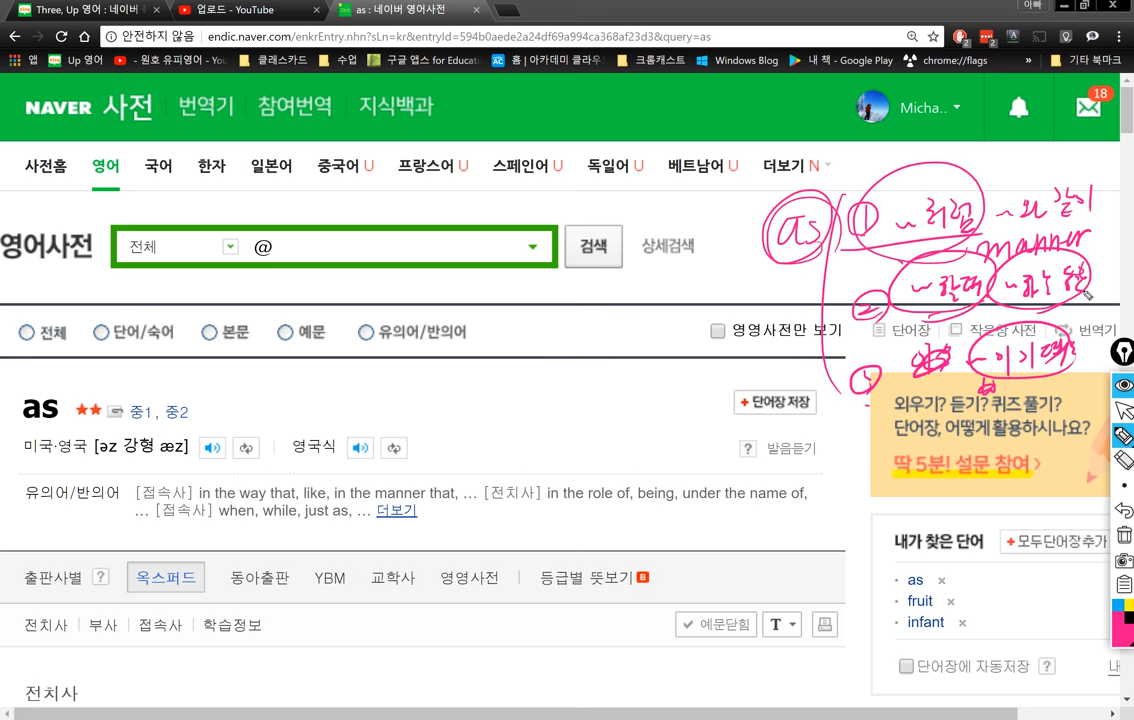 Three, Up 영어 : 네이버
업로드 - YouTube
as : 네이버 영어사전
아빠
안전하지 않음
endic.naver.com/enkrEntry.nhn?sLn=kr&entryId=594b0aede2a24df69a994ca368af23d3&query=as
앱 Up 영어 - 원호 유피영어 - You 클래스카드 수업 구글 앱 for Educati 홈 | 아카데미 클라우 크롬캐스트 Windows Blog 내 책 - Google Play chrome://flags » 기타 북마크
NAVER 사전 번역기 참여번역 지식백과 Micha.. 18
사전홈 영어 국어 한자 일본어 중국어 U 프랑스어 U 스페인어 U 독일어 U 베트남어 U 더보기 N
as ① ~처럼 ~와 같이
manner
영어사전 전체 @ 검색 상세검색
② ~할때
전체 단어/숙어 본문 예문 유의어/반의어 영영사전만 보기 단어장 작은창 사전 번역기
as ★★ 중1, 중2 + 단어장 저장
외우기? 듣기? 퀴즈 풀기?
단어장, 어떻게 활용하시나요?
딱 5분! 설문 참여 >
미국·영국 [əz 강형 æz] 영국식 ? 발음듣기
유의어/반의어 [접속사] in the way that, like, in the manner that, … [전치사] in the role of, being, under the name of,
… [접속사] when, while, just as, … 더보기
내가 찾은 단어 + 모두단어장추가
출판사별 ? 옥스퍼드 동아출판 YBM 교학사 영영사전 등급별 뜻보기 B
· as ×
· fruit ×
· infant ×
전치사 부사 접속사 학습정보 예문닫힘 T
단어장에 자동저장 ?
전치사